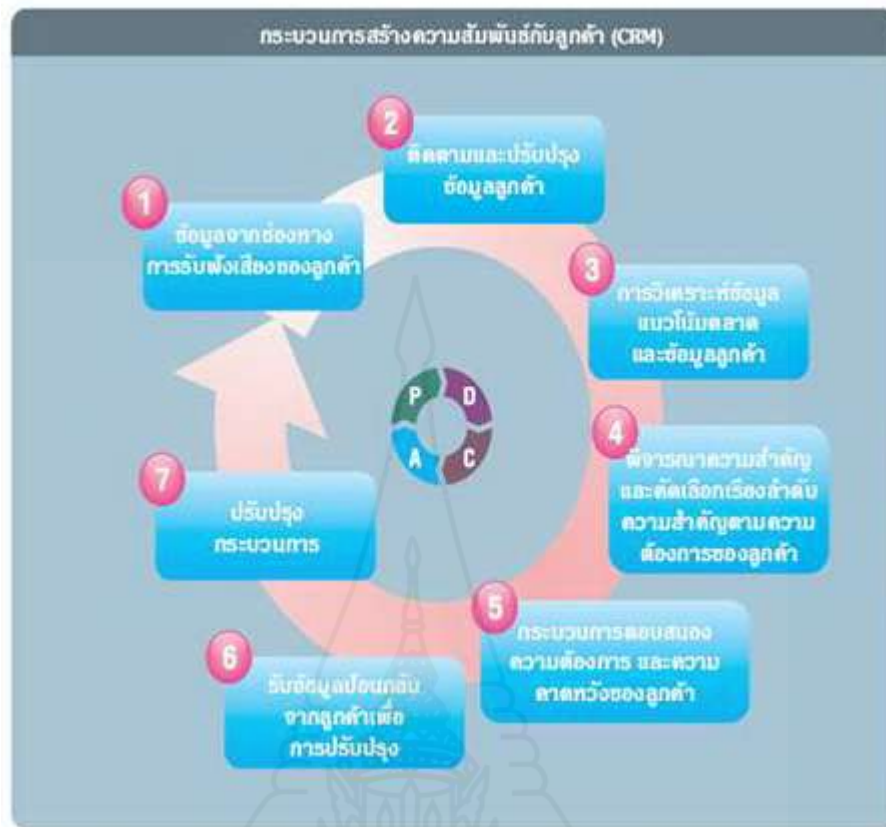 กระบวนการสร้างความสัมพันธ์กับลูกค้า (CRM)
1
ข้อมูลจากช่องทาง
การรับฟังเสียงของลูกค้า
2
ติดตามและปรับปรุง
ข้อมูลลูกค้า
3
การวิเคราะห์ข้อมูล
แนวโน้มตลาด
และข้อมูลลูกค้า
4
พิจารณาความสำคัญ
และคัดเลือกเรียงลำดับ
ความสำคัญตามความ
ต้องการของลูกค้า
5
กระบวนการตอบสนอง
ความต้องการ และความ
คาดหวังของลูกค้า
6
รับข้อมูลป้อนกลับ
จากลูกค้าเพื่อ
การปรับปรุง
7
ปรับปรุง
กระบวนการ
P
D
C
A